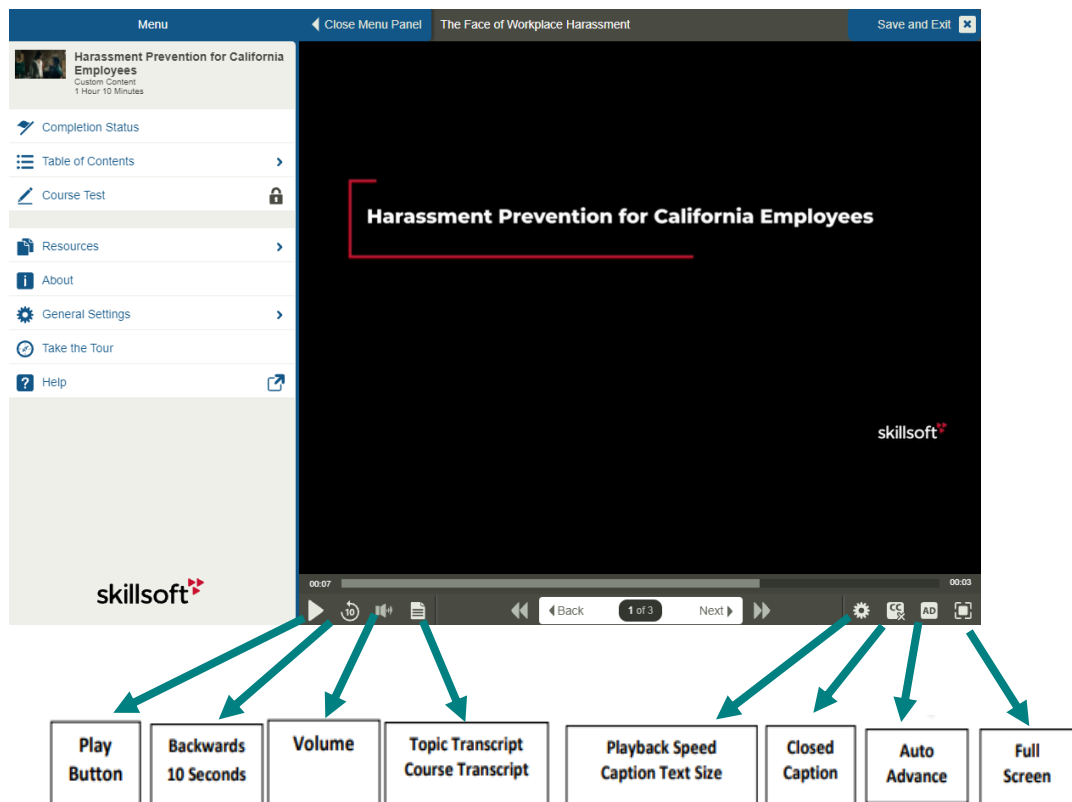 Menu
Close Menu Panel
The Face of Workplace Harassment
Save and Exit
Harassment Prevention for California
Employees
Custom Content
1 Hour 10 Minutes
Completion Status
Table of Contents
Course Test
Resources
About
General Settings
Take the Tour
Help
skillsoft
Harassment Prevention for California Employees
skillsoft
00:07
00:03
10
Back
1 of 3
Next
CC
AD
Play
Button
Backwards
10 Seconds
Volume
Topic Transcript
Course Transcript
Playback Speed
Caption Text Size
Closed
Caption
Auto
Advance
Full
Screen